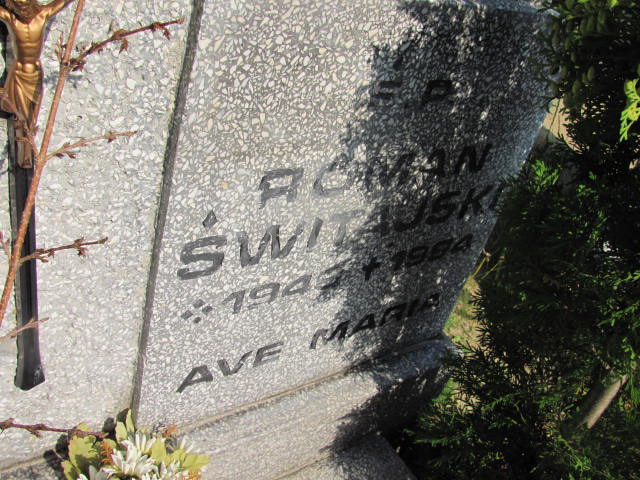 Ś.P.
ROMAN
ŚWITAJSKI
1943 + 1994
AVE MARIA